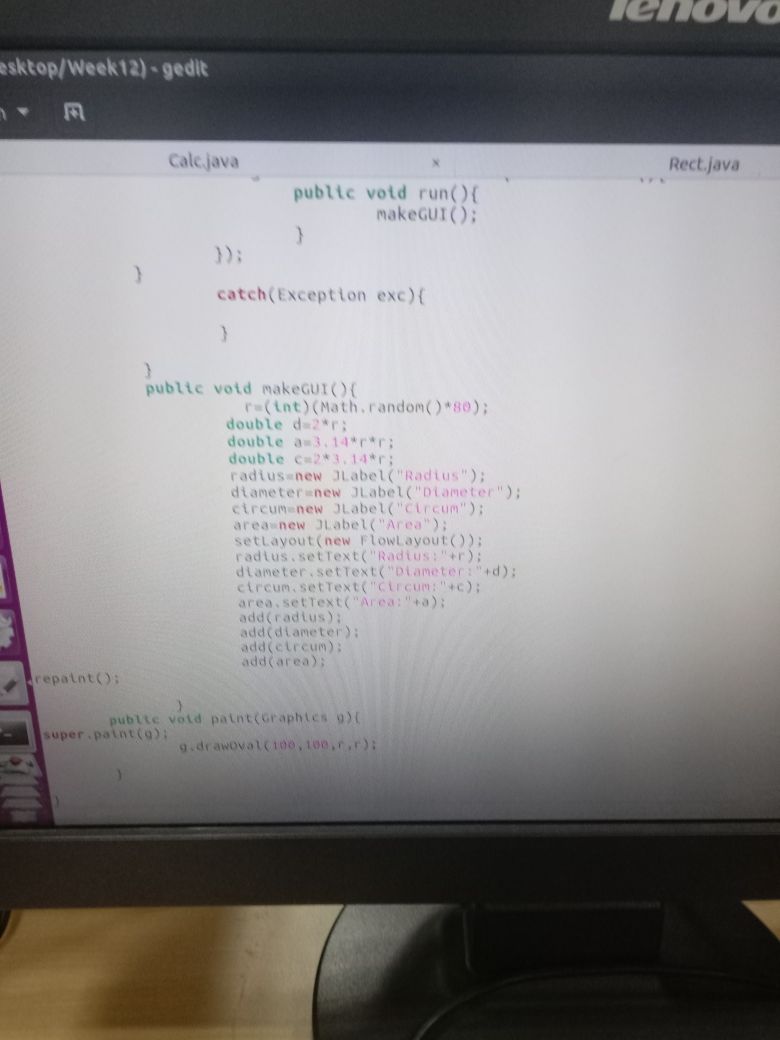 lenovo
esktop/Week12) - gedit
Calc.java × Rect.java
public void run(){
makeGUI();
}
});
}
catch(Exception exc){
}
}
public void makeGUI(){
r=(int)(Math.random()*80);
double d=2*r;
double a=3.14*r*r;
double c=2*3.14*r;
radius=new JLabel("Radius");
diameter=new JLabel("Diameter");
circum=new JLabel("Circum");
area=new JLabel("Area");
setLayout(new FlowLayout());
radius.setText("Radius:"+r);
diameter.setText("Diameter:"+d);
circum.setText("Circum:"+c);
area.setText("Area:"+a);
add(radius);
add(diameter);
add(circum);
add(area);
repaint();
}
public void paint(Graphics g){
super.paint(g);
g.drawOval(100,100,r,r);
}
}